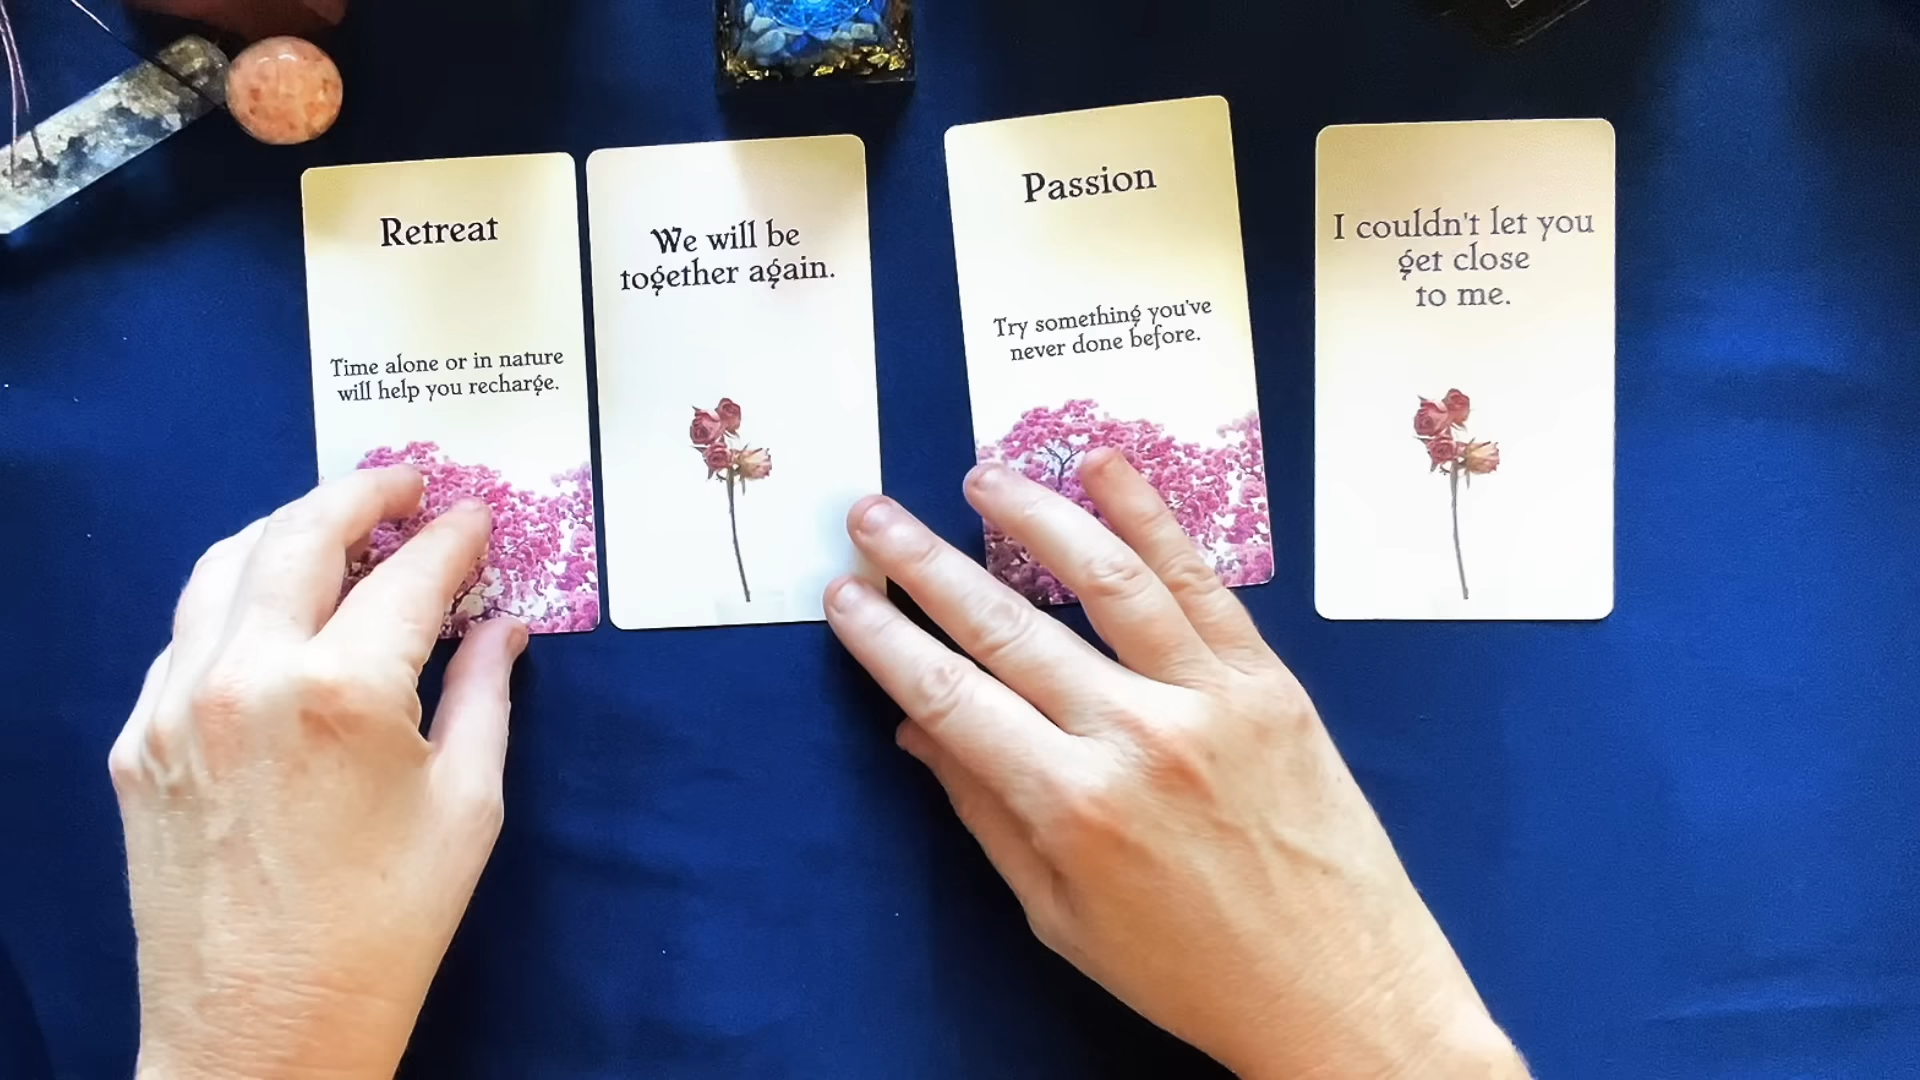 Retreat
Time alone or in nature
will help you recharge.
We will be
together again.
Passion
Try something you've
never done before.
I couldn't let you
get close
to me.